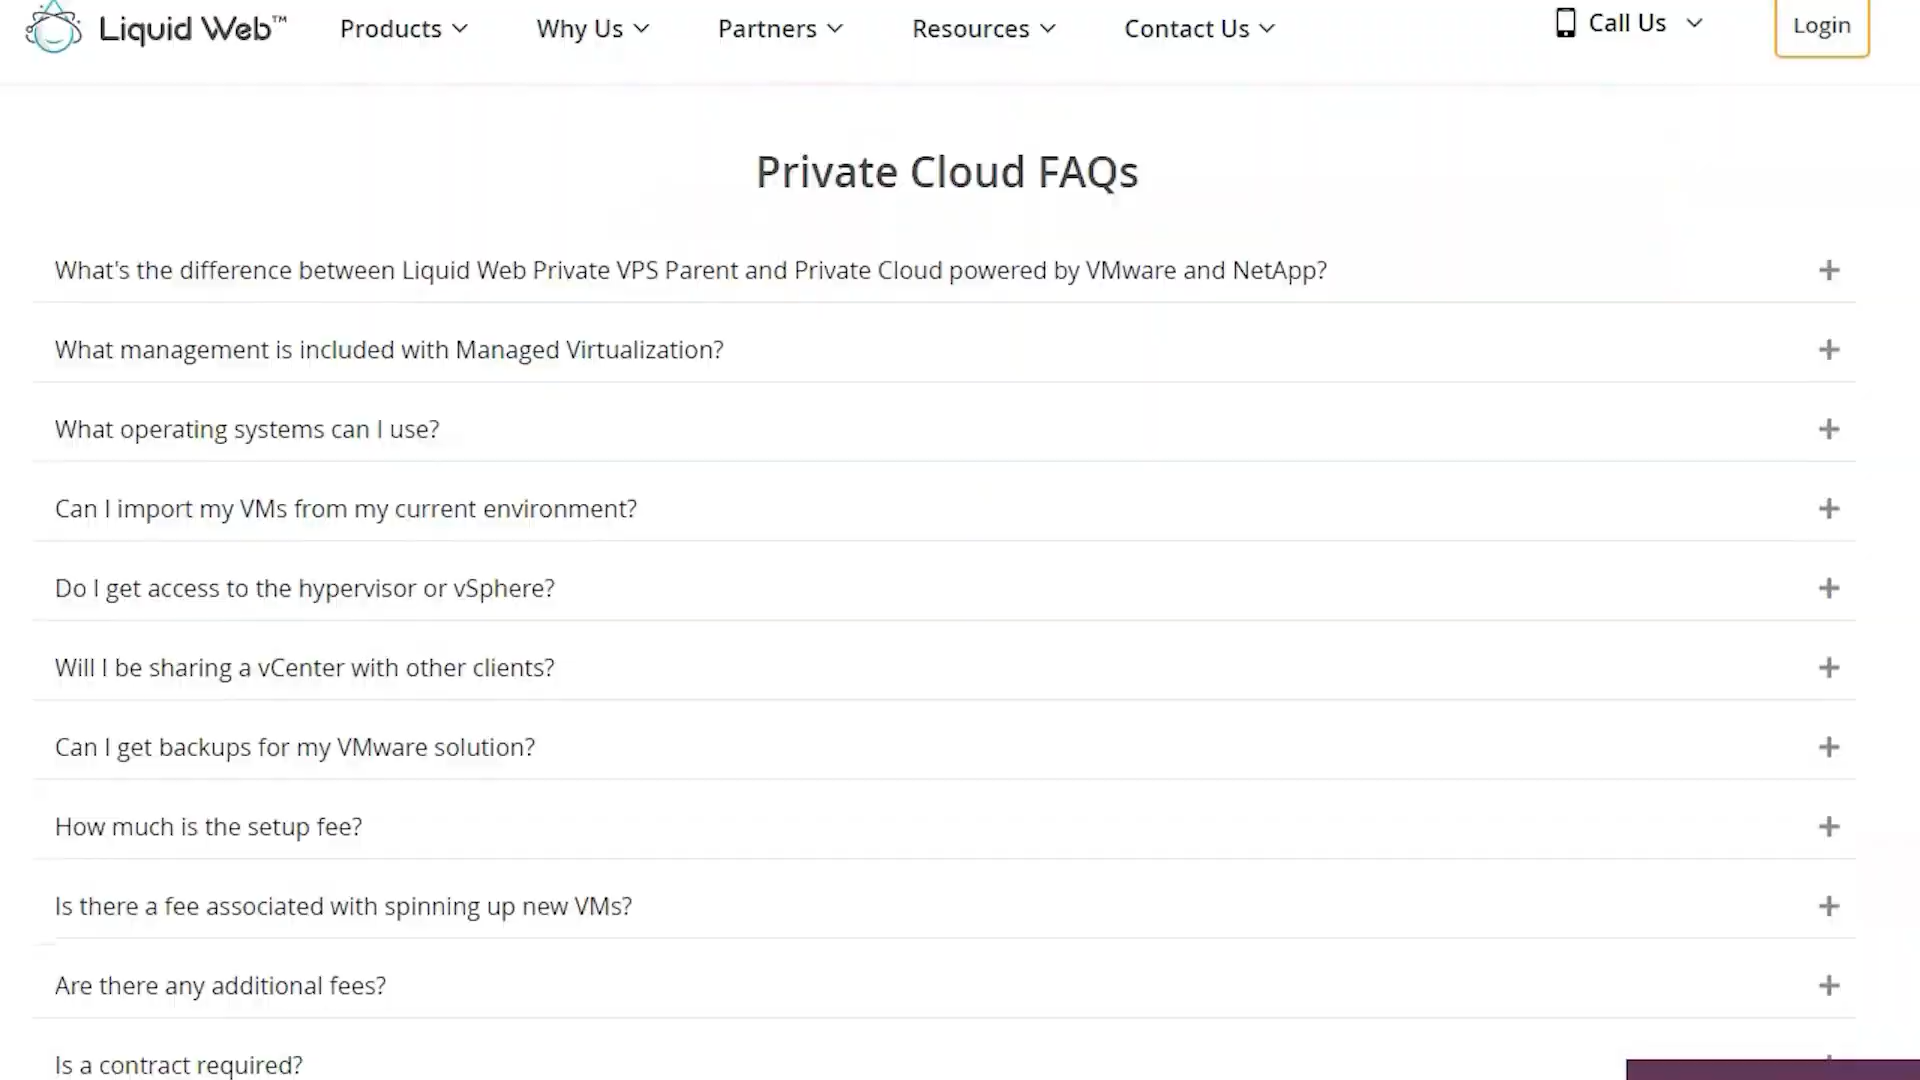 Liquid Web™
Products
Why Us
Partners
Resources
Contact Us
Call Us
Login
Private Cloud FAQs
What's the difference between Liquid Web Private VPS Parent and Private Cloud powered by VMware and NetApp?
What management is included with Managed Virtualization?
What operating systems can I use?
Can I import my VMs from my current environment?
Do I get access to the hypervisor or vSphere?
Will I be sharing a vCenter with other clients?
Can I get backups for my VMware solution?
How much is the setup fee?
Is there a fee associated with spinning up new VMs?
Are there any additional fees?
Is a contract required?